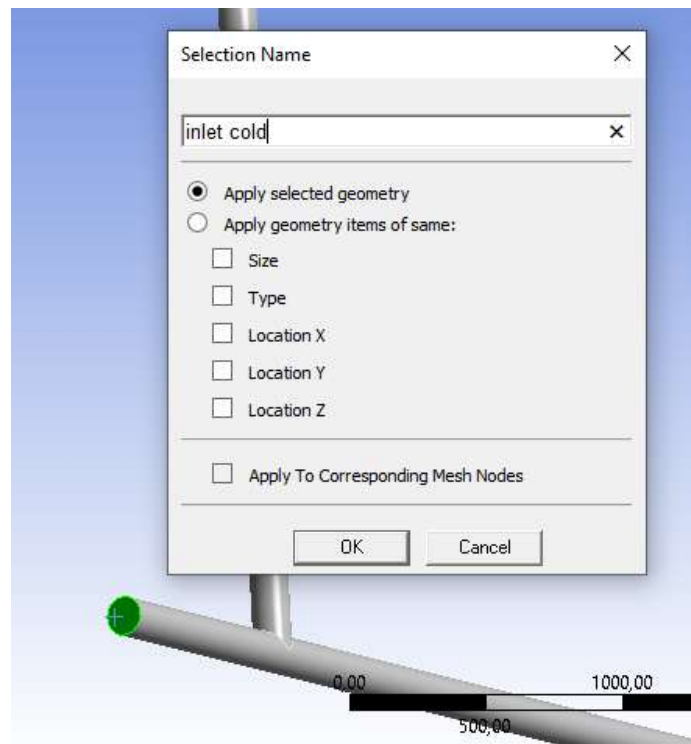 Selection Name
inlet cold
Apply selected geometry
Apply geometry items of same:
Size
Type
Location X
Location Y
Location Z
Apply To Corresponding Mesh Nodes
OK Cancel
0,00 1000,00
500,00